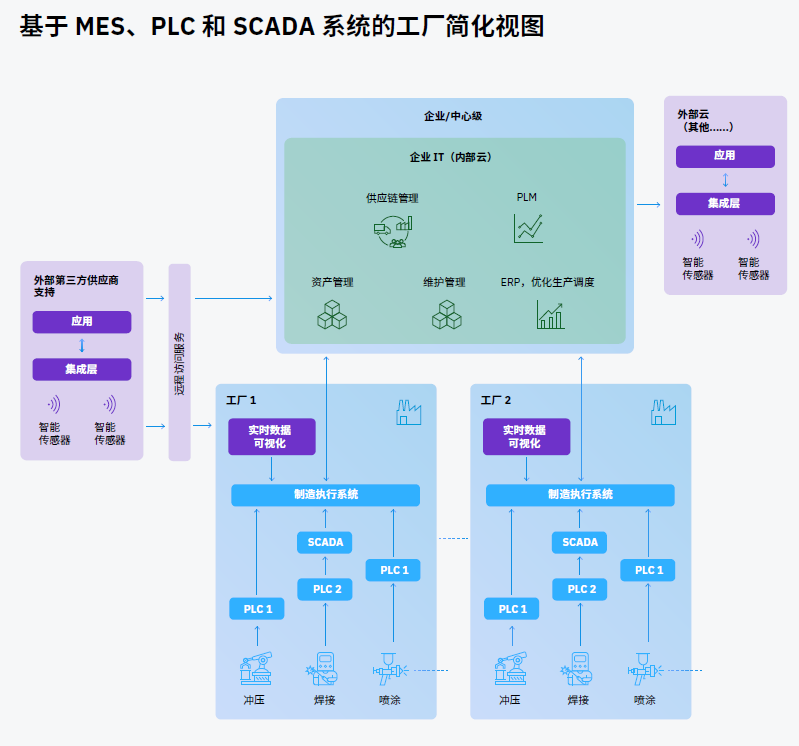 基于 MES、PLC 和 SCADA 系统的工厂简化视图
企业/中心级
企业 IT（内部云）
供应链管理
PLM
资产管理
维护管理
ERP，优化生产调度
外部云
（其他......）
应用
集成层
智能
传感器
智能
传感器
外部第三方供应商
支持
应用
集成层
智能
传感器
智能
传感器
远程访问服务
工厂 1
实时数据
可视化
制造执行系统
SCADA
PLC 1
PLC 2
PLC 1
冲压
焊接
喷涂
工厂 2
实时数据
可视化
制造执行系统
SCADA
PLC 1
PLC 2
PLC 1
冲压
焊接
喷涂